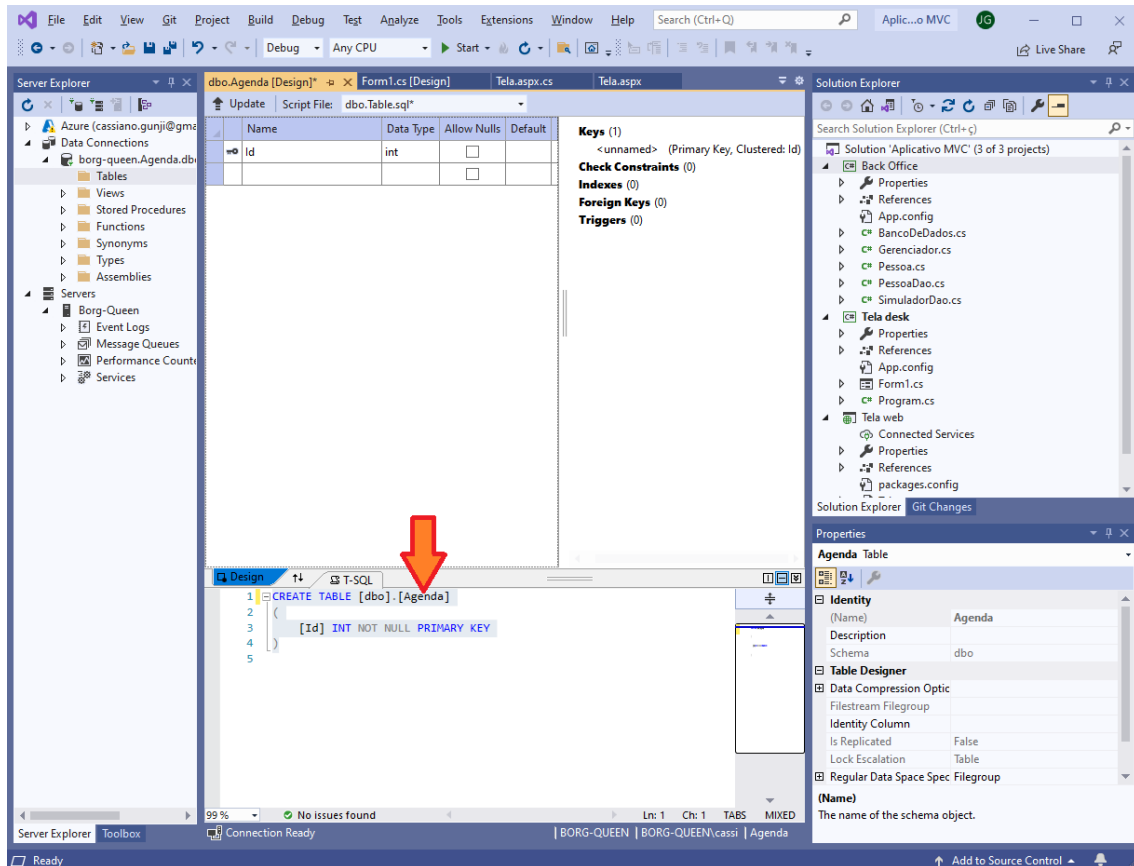 File Edit View Git Project Build Debug Test Analyze Tools Extensions Window Help Search (Ctrl+Q) Aplic...o MVC JG
Debug Any CPU Start Live Share
Server Explorer
Azure (cassiano.gunji@gma
Data Connections
borg-queen.Agenda.db
Tables
Views
Stored Procedures
Functions
Synonyms
Types
Assemblies
Servers
Borg-Queen
Event Logs
Message Queues
Performance Counte
Services
Server Explorer Toolbox
dbo.Agenda [Design]* Form1.cs [Design] Tela.aspx.cs Tela.aspx
Update Script File: dbo.Table.sql*
Name Data Type Allow Nulls Default
Id int
Keys (1)
<unnamed> (Primary Key, Clustered: Id)
Check Constraints (0)
Indexes (0)
Foreign Keys (0)
Triggers (0)
Design T-SQL
1 CREATE TABLE [dbo].[Agenda]
2 (
3 [Id] INT NOT NULL PRIMARY KEY
4 )
5
99 % No issues found Ln: 1 Ch: 1 TABS MIXED
Connection Ready | BORG-QUEEN | BORG-QUEEN\cassi | Agenda
Solution Explorer
Search Solution Explorer (Ctrl+ç)
Solution 'Aplicativo MVC' (3 of 3 projects)
Back Office
Properties
References
App.config
C# BancoDeDados.cs
C# Gerenciador.cs
C# Pessoa.cs
C# PessoaDao.cs
C# SimuladorDao.cs
Tela desk
Properties
References
App.config
Form1.cs
C# Program.cs
Tela web
Connected Services
Properties
References
packages.config
Solution Explorer Git Changes
Properties
Agenda Table
Identity
(Name) Agenda
Description
Schema dbo
Table Designer
Data Compression Optic
Filestream Filegroup
Identity Column
Is Replicated False
Lock Escalation Table
Regular Data Space Spec Filegroup
(Name)
The name of the schema object.
Ready Add to Source Control